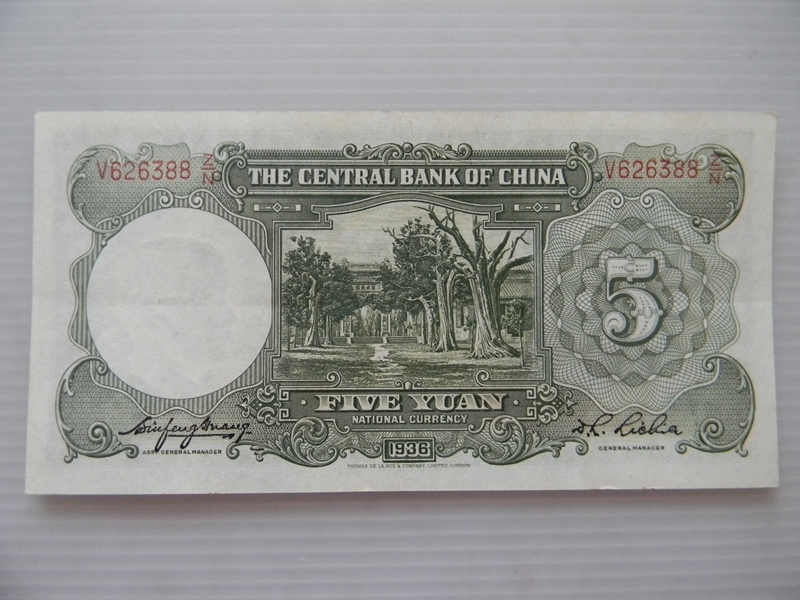 V626388 Z/N
V626388 Z/N
THE CENTRAL BANK OF CHINA
5
FIVE YUAN
NATIONAL CURRENCY
ASS' GENERAL MANAGER
GENERAL MANAGER
1936
THOMAS DE LA RUE & COMPANY, LIMITED, LONDON